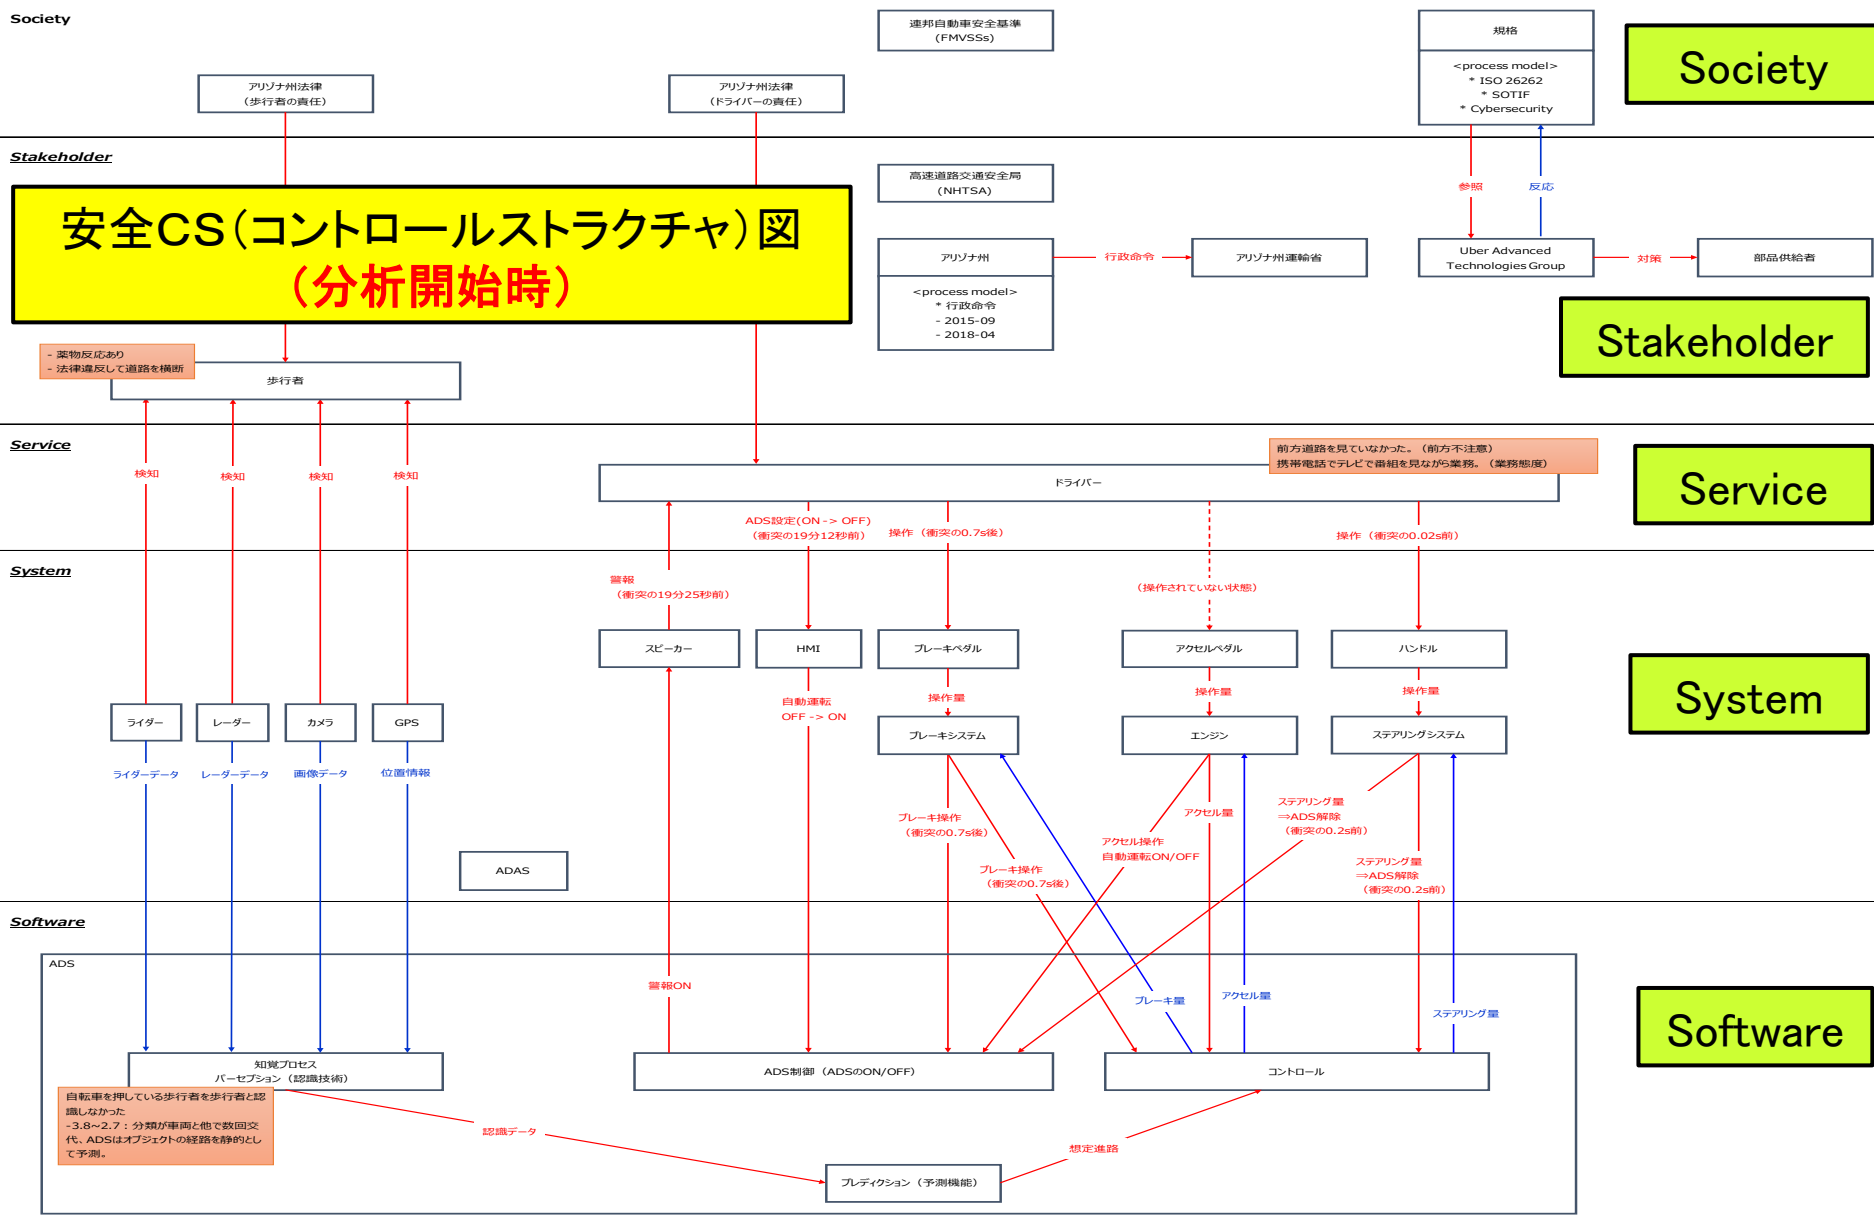 Society
連邦自動車安全基準
(FMVSSs)
規格
<process model>
* ISO 26262
* SOTIF
* Cybersecurity
Society
アリゾナ州法律
(歩行者の責任)
アリゾナ州法律
(ドライバーの責任)
Stakeholder
高速道路交通安全局
(NHTSA)
参照
反応
安全CS(コントロールストラクチャ)図
(分析開始時)
アリゾナ州
<process model>
* 行政命令
- 2015-09
- 2018-04
行政命令
アリゾナ州運輸省
Uber Advanced
Technologies Group
対策
部品供給者
Stakeholder
- 薬物反応あり
- 法律違反して道路を横断
歩行者
Service
検知
検知
検知
検知
前方道路を見ていなかった。(前方不注意)
携帯電話でテレビで番組を見ながら業務。(業務態度)
ドライバー
Service
ADS設定(ON -> OFF)
(衝突の19分12秒前)
操作(衝突の0.7s後)
操作(衝突の0.02s前)
System
警報
(衝突の19分25秒前)
(操作されていない状態)
スピーカー
HMI
ブレーキペダル
アクセルペダル
ハンドル
System
自動運転
OFF -> ON
操作量
操作量
操作量
ライダー
レーダー
カメラ
GPS
ブレーキシステム
エンジン
ステアリングシステム
ライダーデータ
レーダーデータ
画像データ
位置情報
ブレーキ操作
(衝突の0.7s後)
アクセル量
ステアリング量
⇒ADS解除
(衝突の0.2s前)
アクセル操作
自動運転ON/OFF
ADAS
ブレーキ操作
(衝突の0.7s後)
ステアリング量
⇒ADS解除
(衝突の0.2s前)
Software
ADS
警報ON
ブレーキ量
アクセル量
ステアリング量
Software
知覚プロセス
パーセプション(認識技術)
ADS制御(ADSのON/OFF)
コントロール
自転車を押している歩行者を歩行者と認
識しなかった
-3.8~2.7:分類が車両と他で数回交
代、ADSはオブジェクトの経路を静的とし
て予測。
認識データ
想定進路
プレディクション(予測機能)